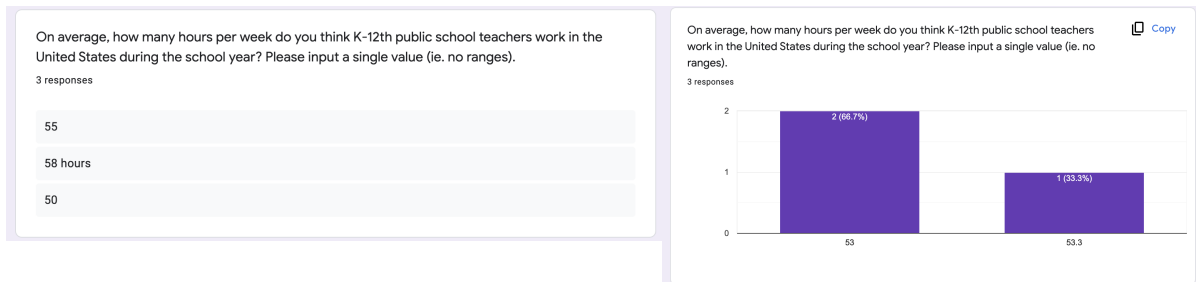 On average, how many hours per week do you think K-12th public school teachers work in the
United States during the school year? Please input a single value (ie. no ranges).
3 responses
55
58 hours
50
On average, how many hours per week do you think K-12th public school teachers
work in the United States during the school year? Please input a single value (ie. no
ranges).
Copy
3 responses
2
1
0
2 (66.7%)
1 (33.3%)
53
53.3